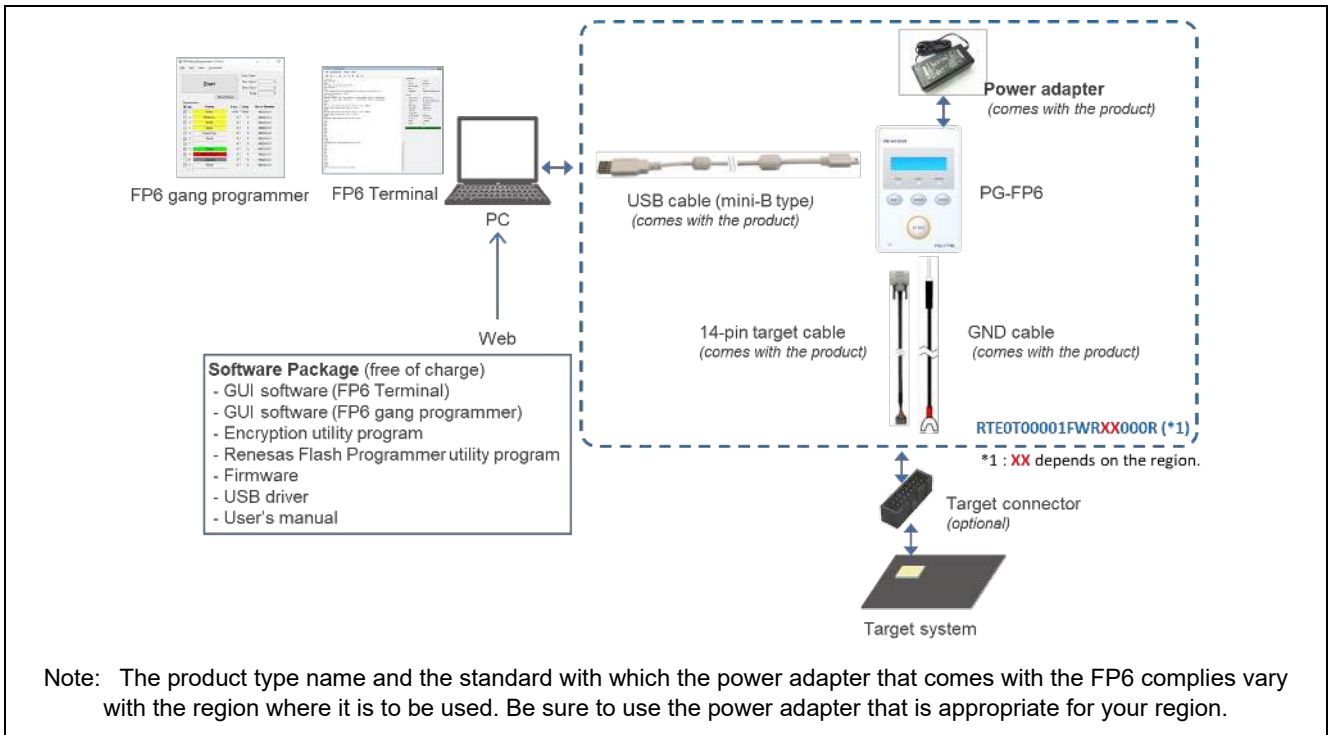 Power adapter
(comes with the product)
FP6 gang programmer
FP6 Terminal
PC
USB cable (mini-B type)
(comes with the product)
PG-FP6
14-pin target cable
(comes with the product)
GND cable
(comes with the product)
Web
Software Package (free of charge)
- GUI software (FP6 Terminal)
- GUI software (FP6 gang programmer)
- Encryption utility program
- Renesas Flash Programmer utility program
- Firmware
- USB driver
- User's manual
RTE0T00001FWRXX000R (*1)
*1 : XX depends on the region.
Target connector
(optional)
Target system
Note: The product type name and the standard with which the power adapter that comes with the FP6 complies vary
with the region where it is to be used. Be sure to use the power adapter that is appropriate for your region.